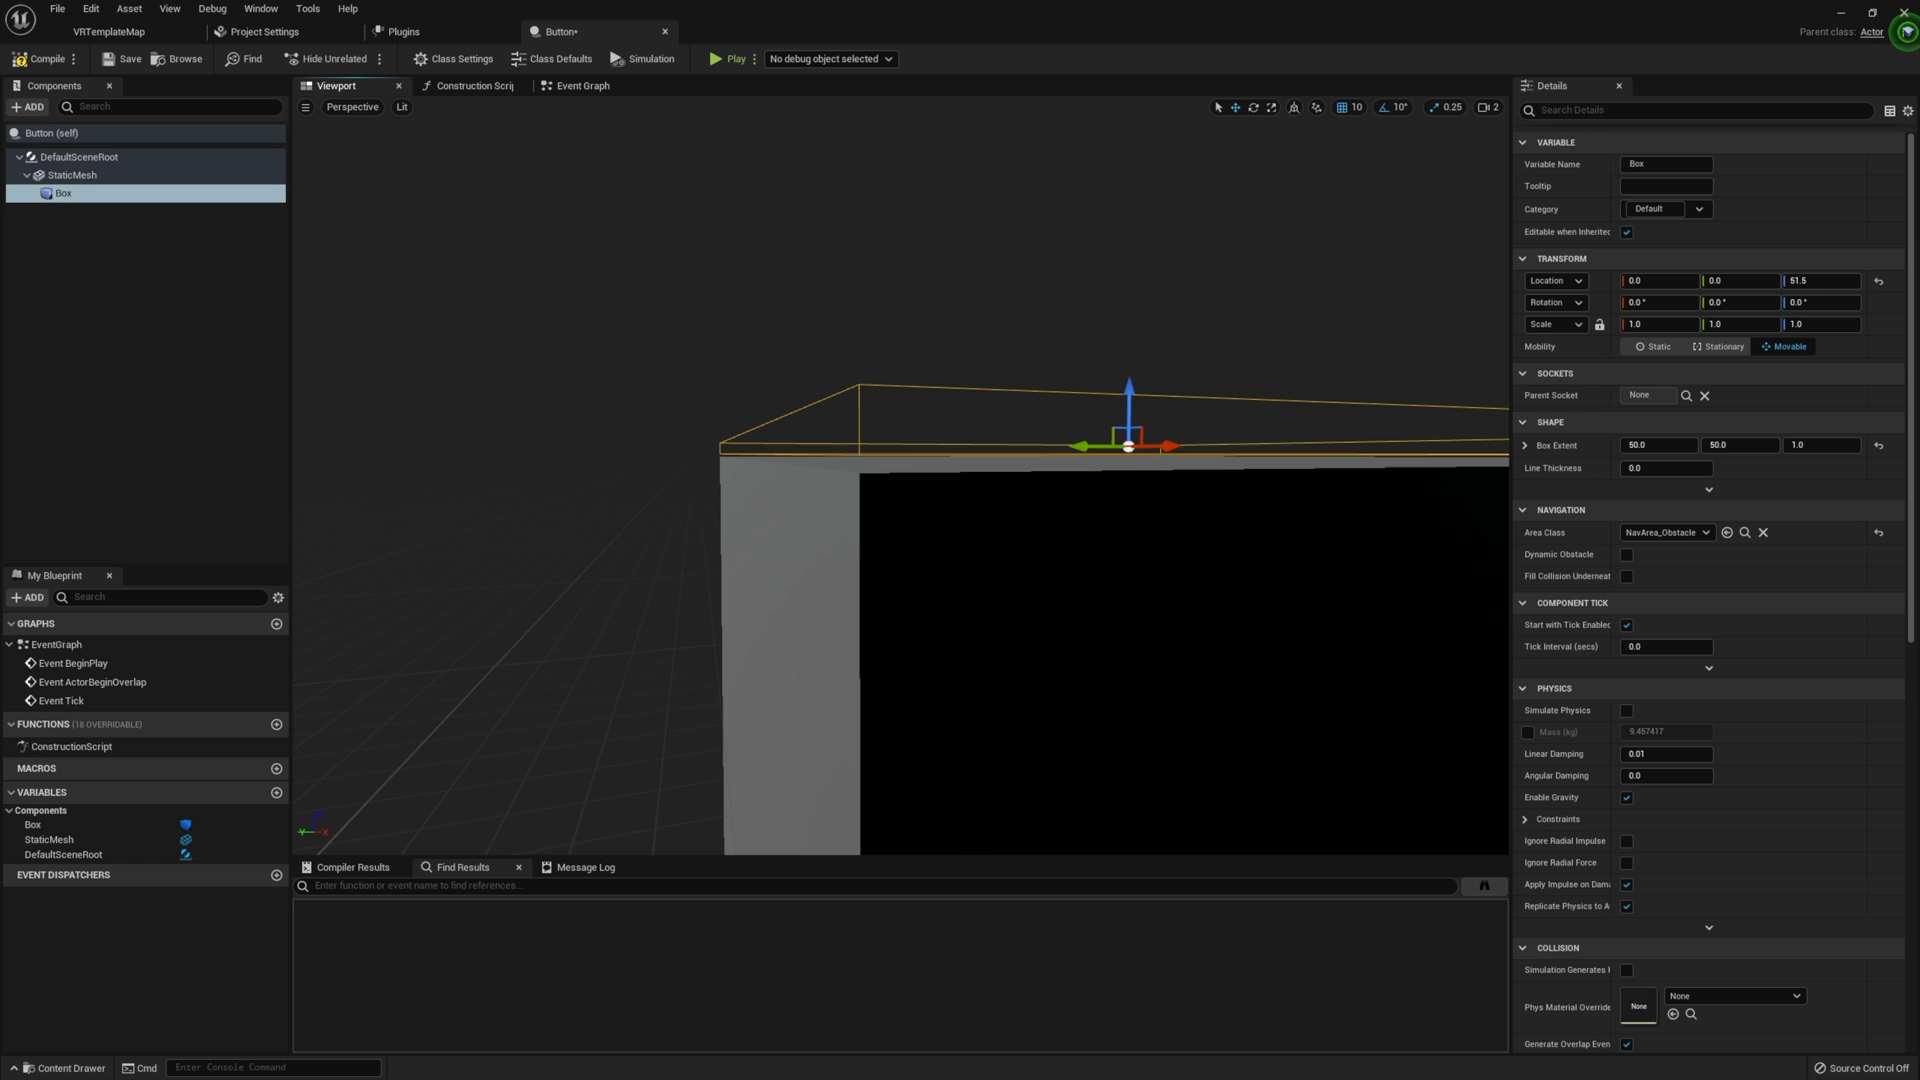 File Edit Asset View Debug Window Tools Help
VRTemplateMap Project Settings Plugins Button*
Parent class: Actor
Compile Save Browse Find Hide Unrelated Class Settings Class Defaults Simulation Play No debug object selected
Components
ADD Search
Button (self)
DefaultSceneRoot
StaticMesh
Box
My Blueprint
ADD Search
GRAPHS
EventGraph
Event BeginPlay
Event ActorBeginOverlap
Event Tick
FUNCTIONS (18 OVERRIDABLE)
ConstructionScript
MACROS
VARIABLES
Components
Box
StaticMesh
DefaultSceneRoot
EVENT DISPATCHERS
Viewport Construction Scrip Event Graph
Perspective Lit 10 10° 0.25 2
Y X
Compiler Results Find Results Message Log
Enter function or event name to find references...
Details
Search Details
VARIABLE
Variable Name Box
Tooltip
Category Default
Editable when Inherited
TRANSFORM
Location 0.0 0.0 51.5
Rotation 0.0 ° 0.0 ° 0.0 °
Scale 1.0 1.0 1.0
Mobility Static Stationary Movable
SOCKETS
Parent Socket None
SHAPE
Box Extent 50.0 50.0 1.0
Line Thickness 0.0
NAVIGATION
Area Class NavArea_Obstacle
Dynamic Obstacle
Fill Collision Underneat
COMPONENT TICK
Start with Tick Enabled
Tick Interval (secs) 0.0
PHYSICS
Simulate Physics
Mass (kg) 9.457417
Linear Damping 0.01
Angular Damping 0.0
Enable Gravity
Constraints
Ignore Radial Impulse
Ignore Radial Force
Apply Impulse on Dama
Replicate Physics to A
COLLISION
Simulation Generates
Phys Material Override None None
Generate Overlap Even
Content Drawer Cmd Enter Console Command Source Control Off